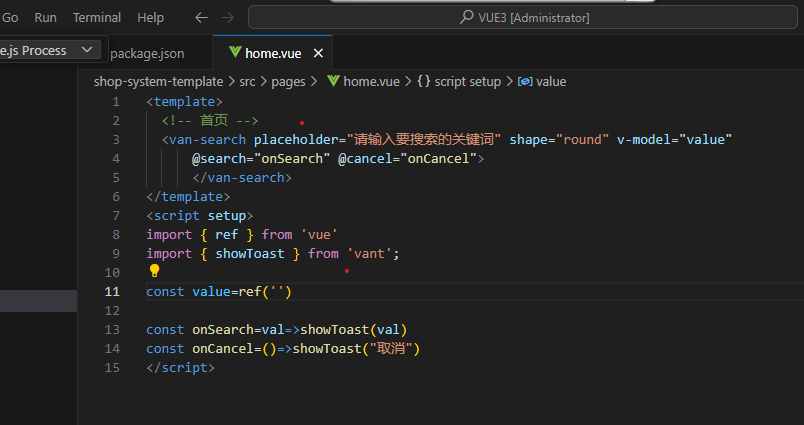 Go Run Terminal Help VUE3 [Administrator]
e.js Process package.json home.vue
shop-system-template > src > pages > home.vue > {} script setup > value
1 <template>
2 <!-- 首页 -->
3 <van-search placeholder="请输入要搜索的关键词" shape="round" v-model="value"
4 @search="onSearch" @cancel="onCancel">
5 </van-search>
6 </template>
7 <script setup>
8 import { ref } from 'vue'
9 import { showToast } from 'vant';
10
11 const value=ref('')
12
13 const onSearch=val=>showToast(val)
14 const onCancel=()=>showToast("取消")
15 </script>